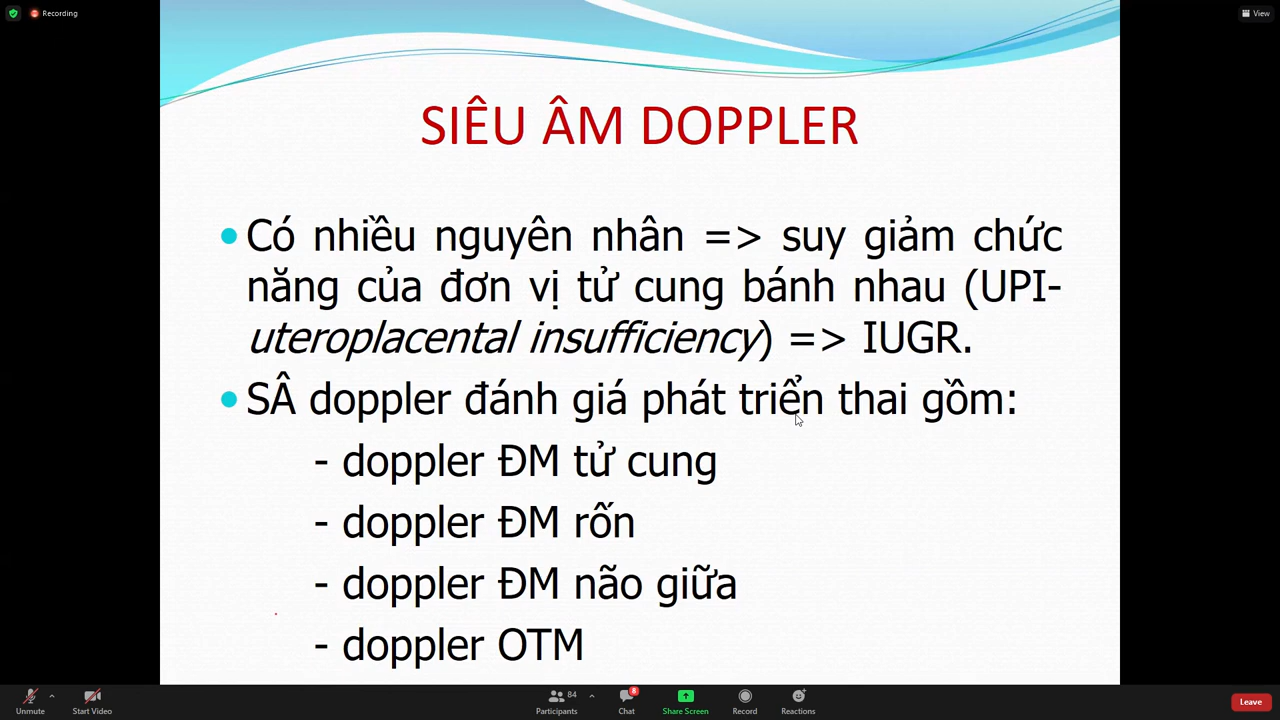 Recording
View
SIÊU ÂM DOPPLER
Có nhiều nguyên nhân => suy giảm chức
năng của đơn vị tử cung bánh nhau (UPI-
uteroplacental insufficiency) => IUGR.
SÂ doppler đánh giá phát triển thai gồm:
- doppler ĐM tử cung
- doppler ĐM rốn
- doppler ĐM não giữa
- doppler OTM
Unmute
Start Video
84
Participants
8
Chat
Share Screen
Record
Reactions
Leave